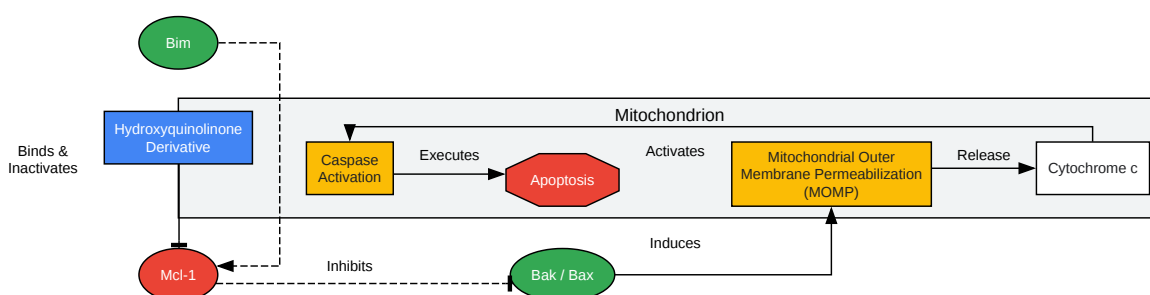 Bim
Mitochondrion
Hydroxyquinolinone
Derivative
Binds &
Inactivates
Caspase
Activation
Executes
Apoptosis
Activates
Mitochondrial Outer
Membrane Permeabilization
(MOMP)
Release
Cytochrome c
Mcl-1
Inhibits
Bak / Bax
Induces